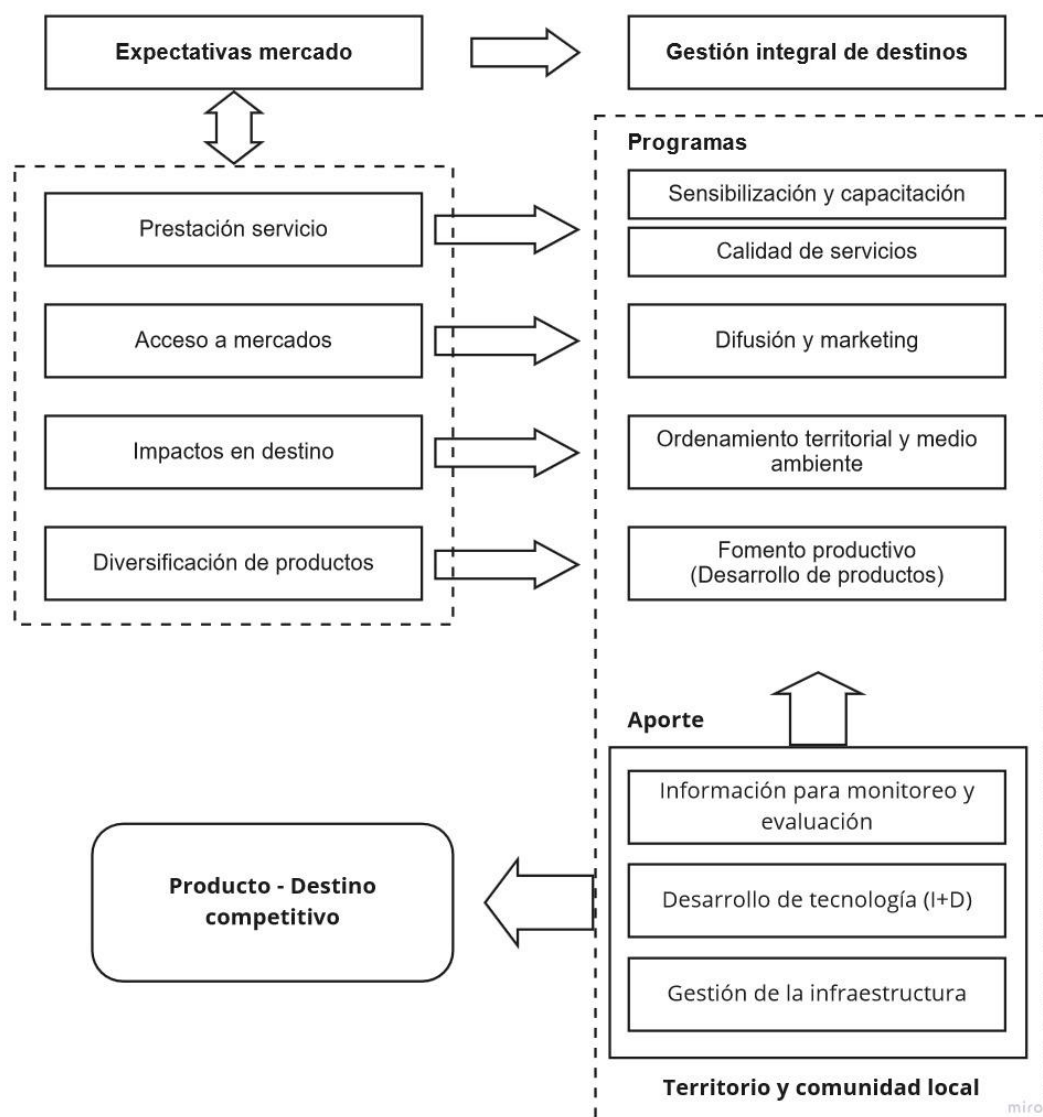 Expectativas mercado
Gestión integral de destinos
Programas
Prestación servicio
Sensibilización y capacitación
Calidad de servicios
Acceso a mercados
Difusión y marketing
Impactos en destino
Ordenamiento territorial y medio
ambiente
Diversificación de productos
Fomento productivo
(Desarrollo de productos)
Aporte
Información para monitoreo y
evaluación
Desarrollo de tecnología (I+D)
Gestión de la infraestructura
Producto - Destino
competitivo
Territorio y comunidad local
miro